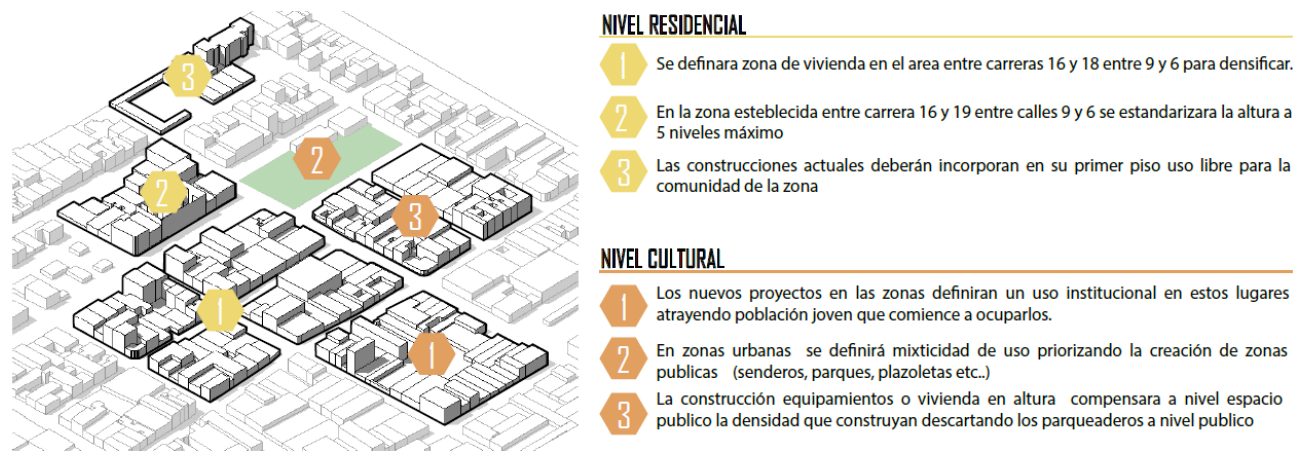 3
2
2
3
1
1
NIVEL RESIDENCIAL
1 Se definara zona de vivienda en el area entre carreras 16 y 18 entre 9 y 6 para densificar.
2 En la zona esteblecida entre carrera 16 y 19 entre calles 9 y 6 se estandarizara la altura a
5 niveles máximo
3 Las construcciones actuales deberán incorporan en su primer piso uso libre para la
comunidad de la zona
NIVEL CULTURAL
1 Los nuevos proyectos en las zonas definiran un uso institucional en estos lugares
atrayendo población joven que comience a ocuparlos.
2 En zonas urbanas se definirá mixticidad de uso priorizando la creación de zonas
publicas (senderos, parques, plazoletas etc..)
3 La construcción equipamientos o vivienda en altura compensara a nivel espacio
publico la densidad que construyan descartando los parqueaderos a nivel publico